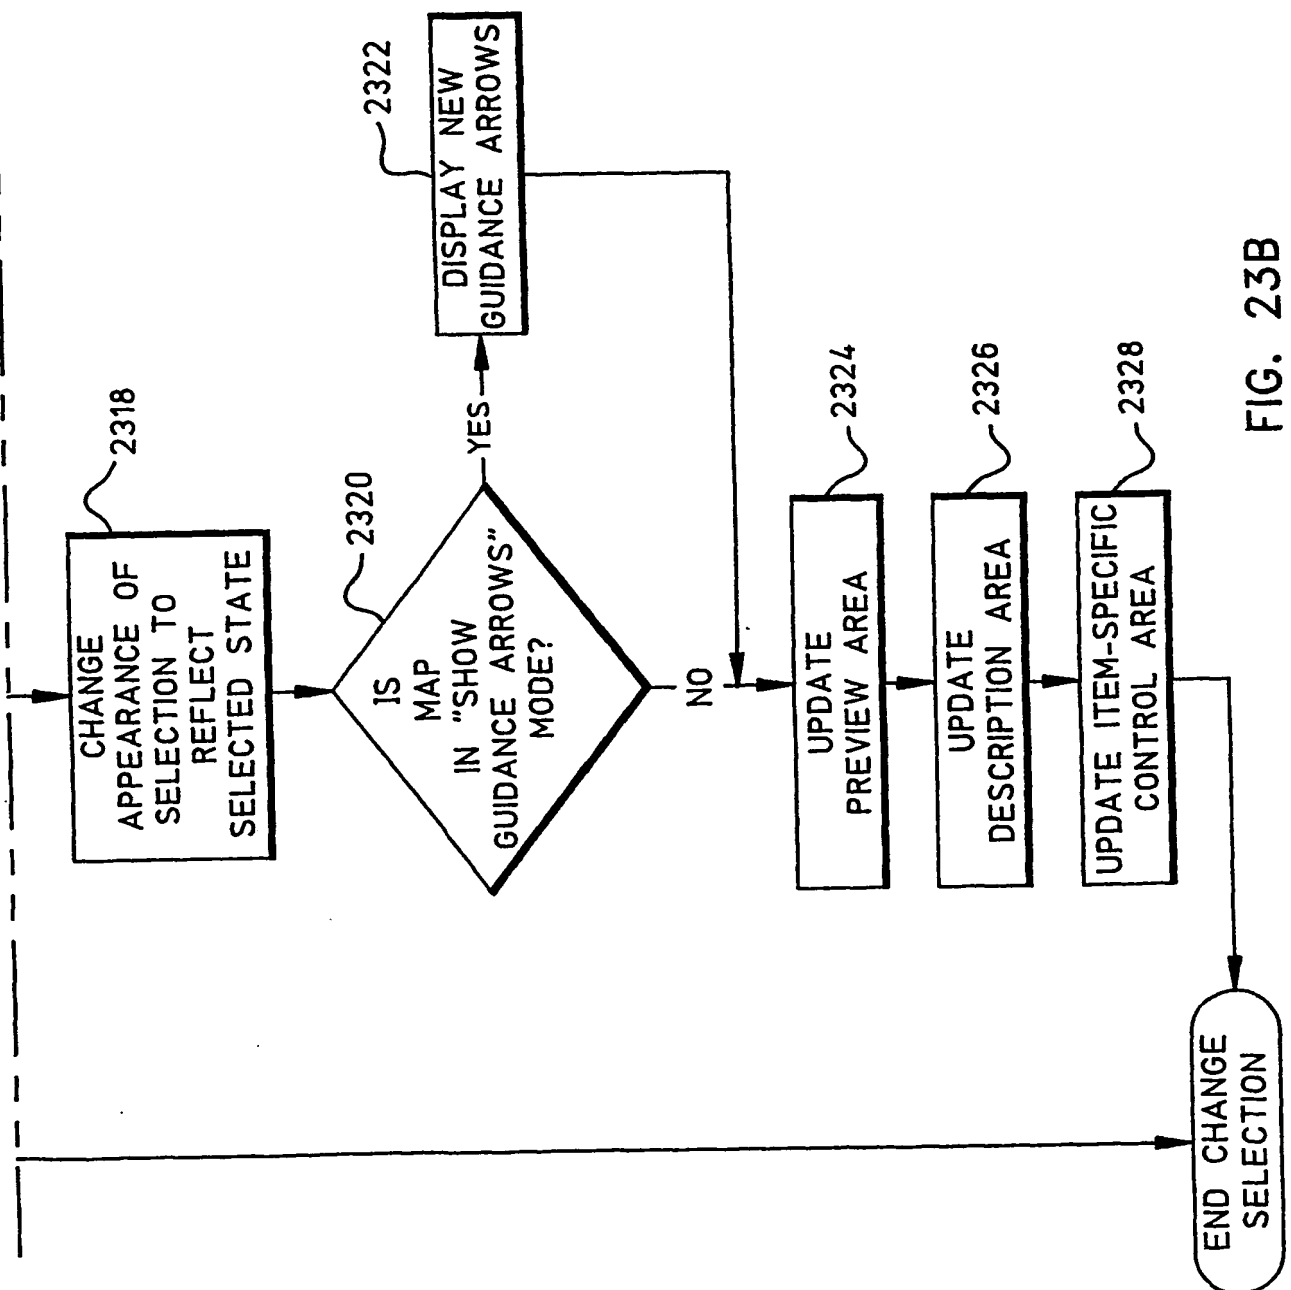 CHANGE
APPEARANCE OF
SELECTION TO
REFLECT
SELECTED STATE
2318
IS
MAP
IN "SHOW
GUIDANCE ARROWS"
MODE?
2320
YES
DISPLAY NEW
GUIDANCE ARROWS
2322
NO
UPDATE
PREVIEW AREA
2324
UPDATE
DESCRIPTION AREA
2326
UPDATE ITEM-SPECIFIC
CONTROL AREA
2328
END CHANGE
SELECTION
FIG. 23B